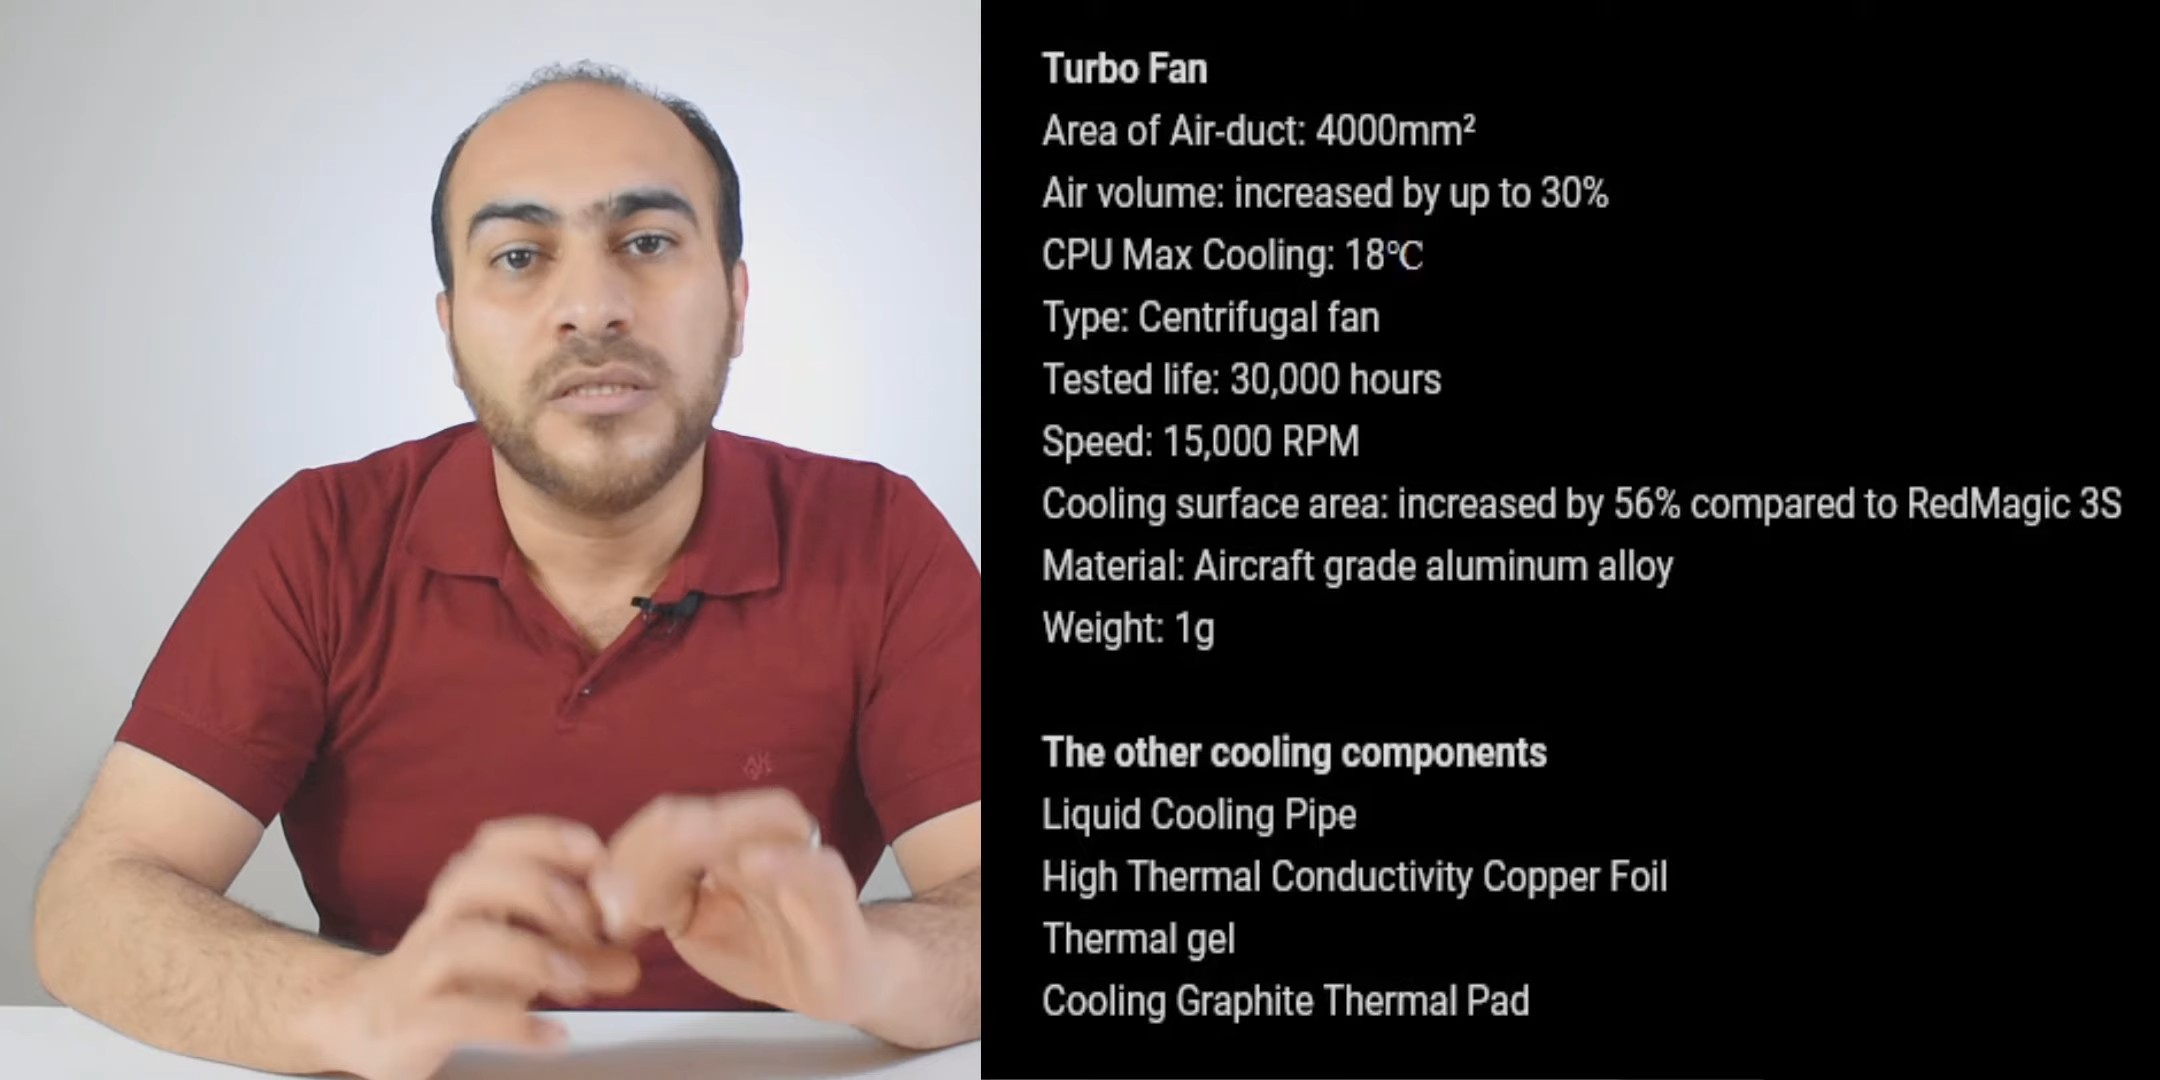 Turbo Fan
Area of Air-duct: 4000mm²
Air volume: increased by up to 30%
CPU Max Cooling: 18℃
Type: Centrifugal fan
Tested life: 30,000 hours
Speed: 15,000 RPM
Cooling surface area: increased by 56% compared to RedMagic 3S
Material: Aircraft grade aluminum alloy
Weight: 1g
The other cooling components
Liquid Cooling Pipe
High Thermal Conductivity Copper Foil
Thermal gel
Cooling Graphite Thermal Pad